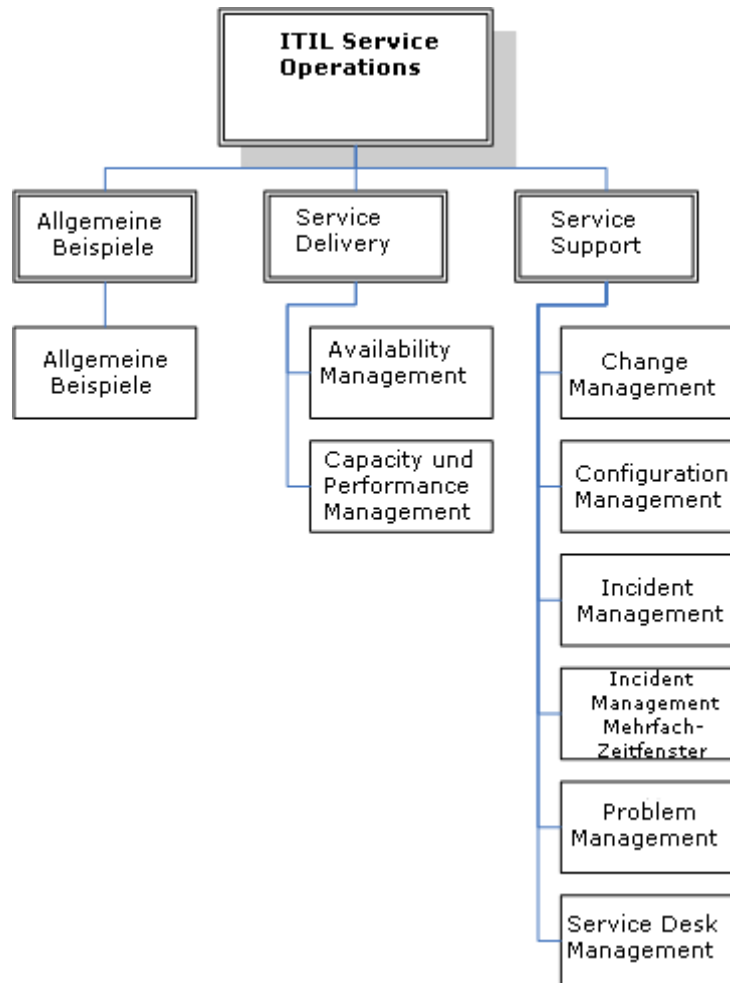 ITIL Service
Operations
Allgemeine
Beispiele
Service
Delivery
Service
Support
Allgemeine
Beispiele
Availability
Management
Capacity und
Performance
Management
Change
Management
Configuration
Management
Incident
Management
Incident
Management
Mehrfach-
Zeitfenster
Problem
Management
Service Desk
Management